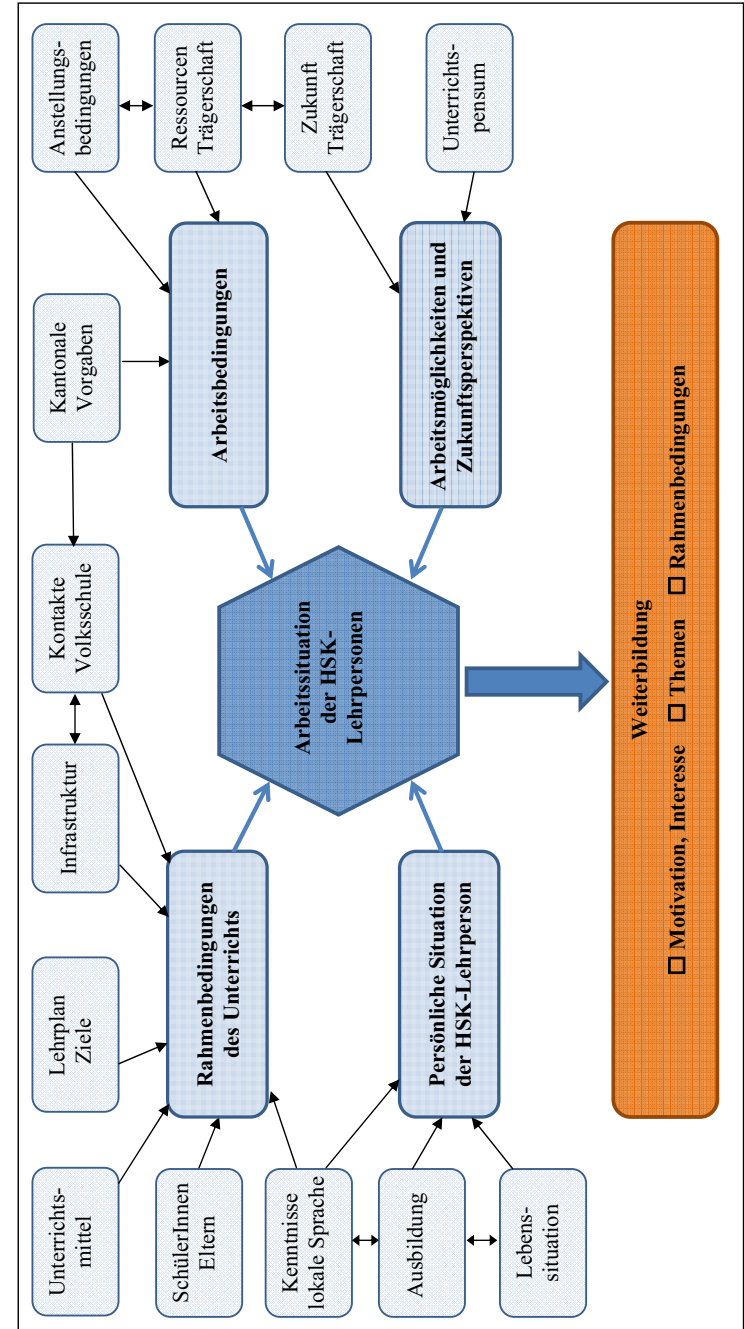 Unterrichts-
mittel
Lehrplan
Ziele
Infrastruktur
Kontakte
Volksschule
Kantonale
Vorgaben
Anstellungs-
bedingungen
SchülerInnen
Eltern
Rahmenbedingungen
des Unterrichts
Arbeitsbedingungen
Ressourcen
Trägerschaft
Kenntnisse
lokale Sprache
Arbeitssituation
der HSK-
Lehrpersonen
Zukunft
Trägerschaft
Ausbildung
Persönliche Situation
der HSK-Lehrperson
Arbeitsmöglichkeiten und
Zukunftsperspektiven
Unterrichts-
pensum
Lebens-
situation
Weiterbildung
☐ Motivation, Interesse ☐ Themen ☐ Rahmenbedingungen